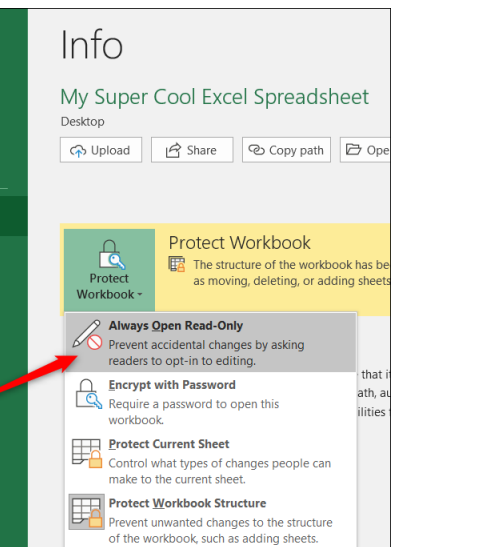 Info
My Super Cool Excel Spreadsheet
Desktop
Upload Share Copy path Ope
Protect Workbook
The structure of the workbook has be
as moving, deleting, or adding sheets
Protect
Workbook
Always Open Read-Only
Prevent accidental changes by asking
readers to opt-in to editing.
Encrypt with Password
Require a password to open this
workbook.
Protect Current Sheet
Control what types of changes people can
make to the current sheet.
Protect Workbook Structure
Prevent unwanted changes to the structure
of the workbook, such as adding sheets.
that i
ath, au
ilities